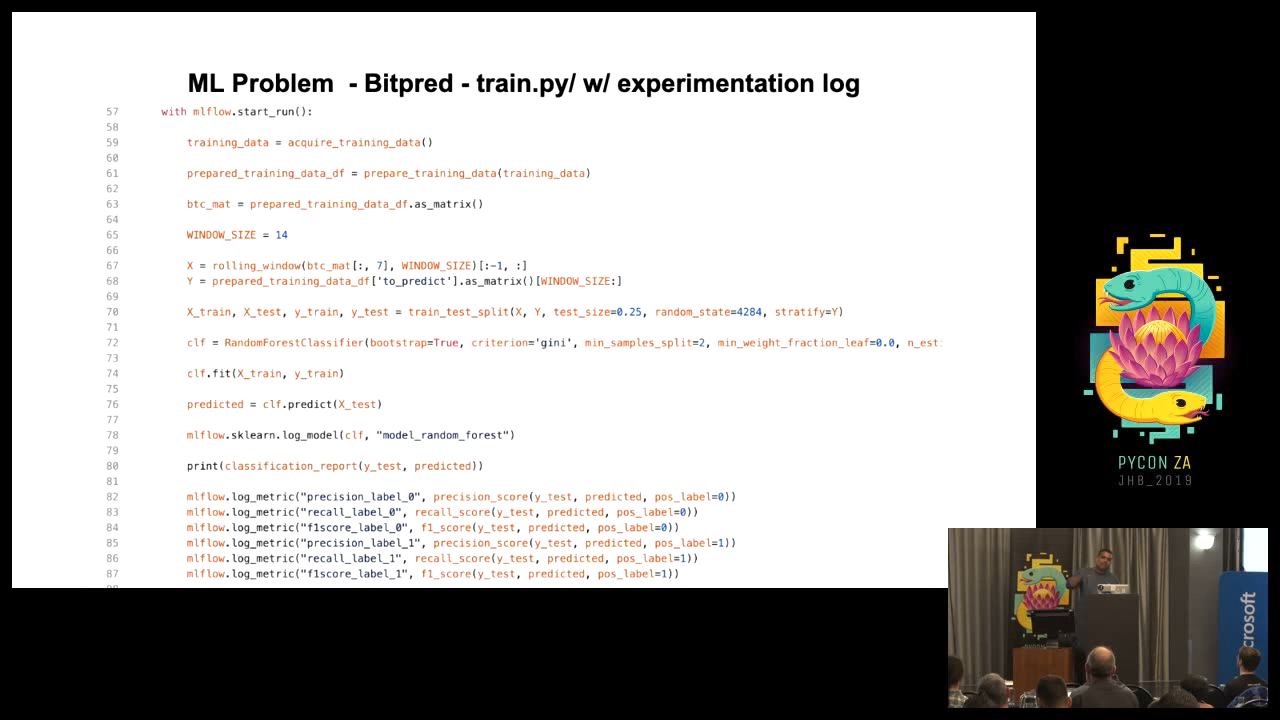 ML Problem  - Bitpred - train.py/ w/ experimentation log
57 with mlflow.start_run():
58
59 training_data = acquire_training_data()
60
61 prepared_training_data_df = prepare_training_data(training_data)
62
63 btc_mat = prepared_training_data_df.as_matrix()
64
65 WINDOW_SIZE = 14
66
67 X = rolling_window(btc_mat[:, 7], WINDOW_SIZE)[:-1, :]
68 Y = prepared_training_data_df['to_predict'].as_matrix()[WINDOW_SIZE:]
69
70 X_train, X_test, y_train, y_test = train_test_split(X, Y, test_size=0.25, random_state=4284, stratify=Y)
71
72 clf = RandomForestClassifier(bootstrap=True, criterion='gini', min_samples_split=2, min_weight_fraction_leaf=0.0, n_est
73
74 clf.fit(X_train, y_train)
75
76 predicted = clf.predict(X_test)
77
78 mlflow.sklearn.log_model(clf, "model_random_forest")
79
80 print(classification_report(y_test, predicted))
81
82 mlflow.log_metric("precision_label_0", precision_score(y_test, predicted, pos_label=0))
83 mlflow.log_metric("recall_label_0", recall_score(y_test, predicted, pos_label=0))
84 mlflow.log_metric("f1score_label_0", f1_score(y_test, predicted, pos_label=0))
85 mlflow.log_metric("precision_label_1", precision_score(y_test, predicted, pos_label=1))
86 mlflow.log_metric("recall_label_1", recall_score(y_test, predicted, pos_label=1))
87 mlflow.log_metric("f1score_label_1", f1_score(y_test, predicted, pos_label=1))
PYCON ZA
JHB_2019
crosoft